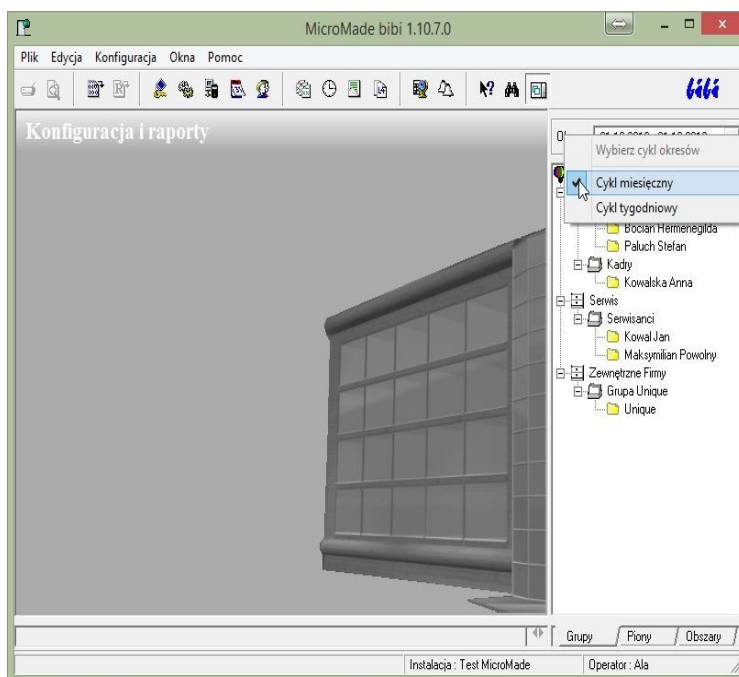 MicroMade bibi 1.10.7.0
Plik Edycja Konfiguracja Okna Pomoc
bibi
Konfiguracja i raporty
Wybierz cykl okresów
Cykl miesięczny
Cykl tygodniowy
Bocian Hermenegilda
Paluch Stefan
Kadry
Kowalska Anna
Serwis
Serwisanci
Kowal Jan
Maksymilian Powolny
Zewnętrzne Firmy
Grupa Unique
Unique
Grupy Piony Obszary
Instalacja : Test MicroMade Operator : Ala